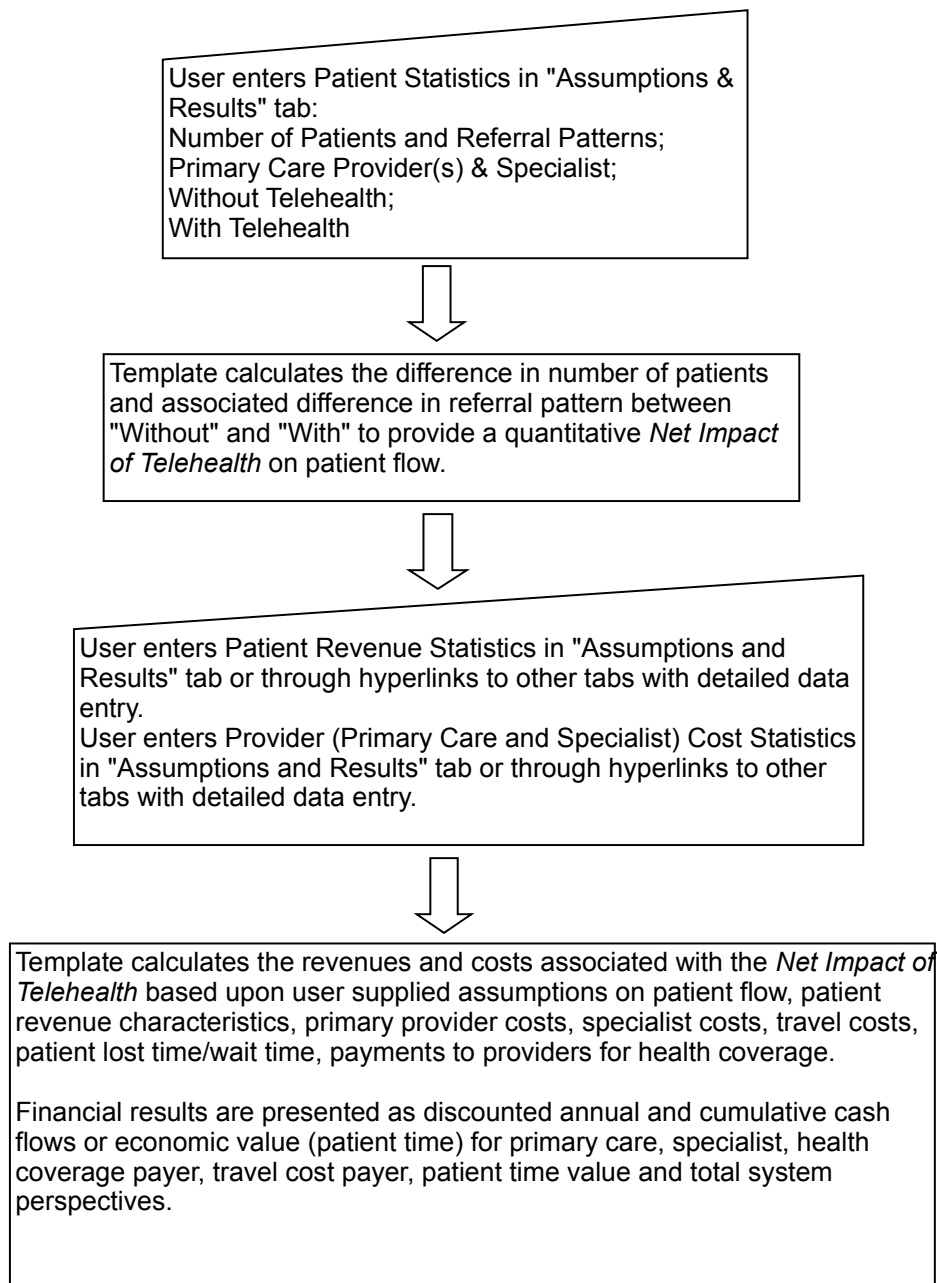 User enters Patient Statistics in "Assumptions &
Results" tab:
Number of Patients and Referral Patterns;
Primary Care Provider(s) & Specialist;
Without Telehealth;
With Telehealth
Template calculates the difference in number of patients
and associated difference in referral pattern between
"Without" and "With" to provide a quantitative Net Impact
of Telehealth on patient flow.
User enters Patient Revenue Statistics in "Assumptions and
Results" tab or through hyperlinks to other tabs with detailed data
entry.
User enters Provider (Primary Care and Specialist) Cost Statistics
in "Assumptions and Results" tab or through hyperlinks to other
tabs with detailed data entry.
Template calculates the revenues and costs associated with the Net Impact of
Telehealth based upon user supplied assumptions on patient flow, patient
revenue characteristics, primary provider costs, specialist costs, travel costs,
patient lost time/wait time, payments to providers for health coverage.
Financial results are presented as discounted annual and cumulative cash
flows or economic value (patient time) for primary care, specialist, health
coverage payer, travel cost payer, patient time value and total system
perspectives.